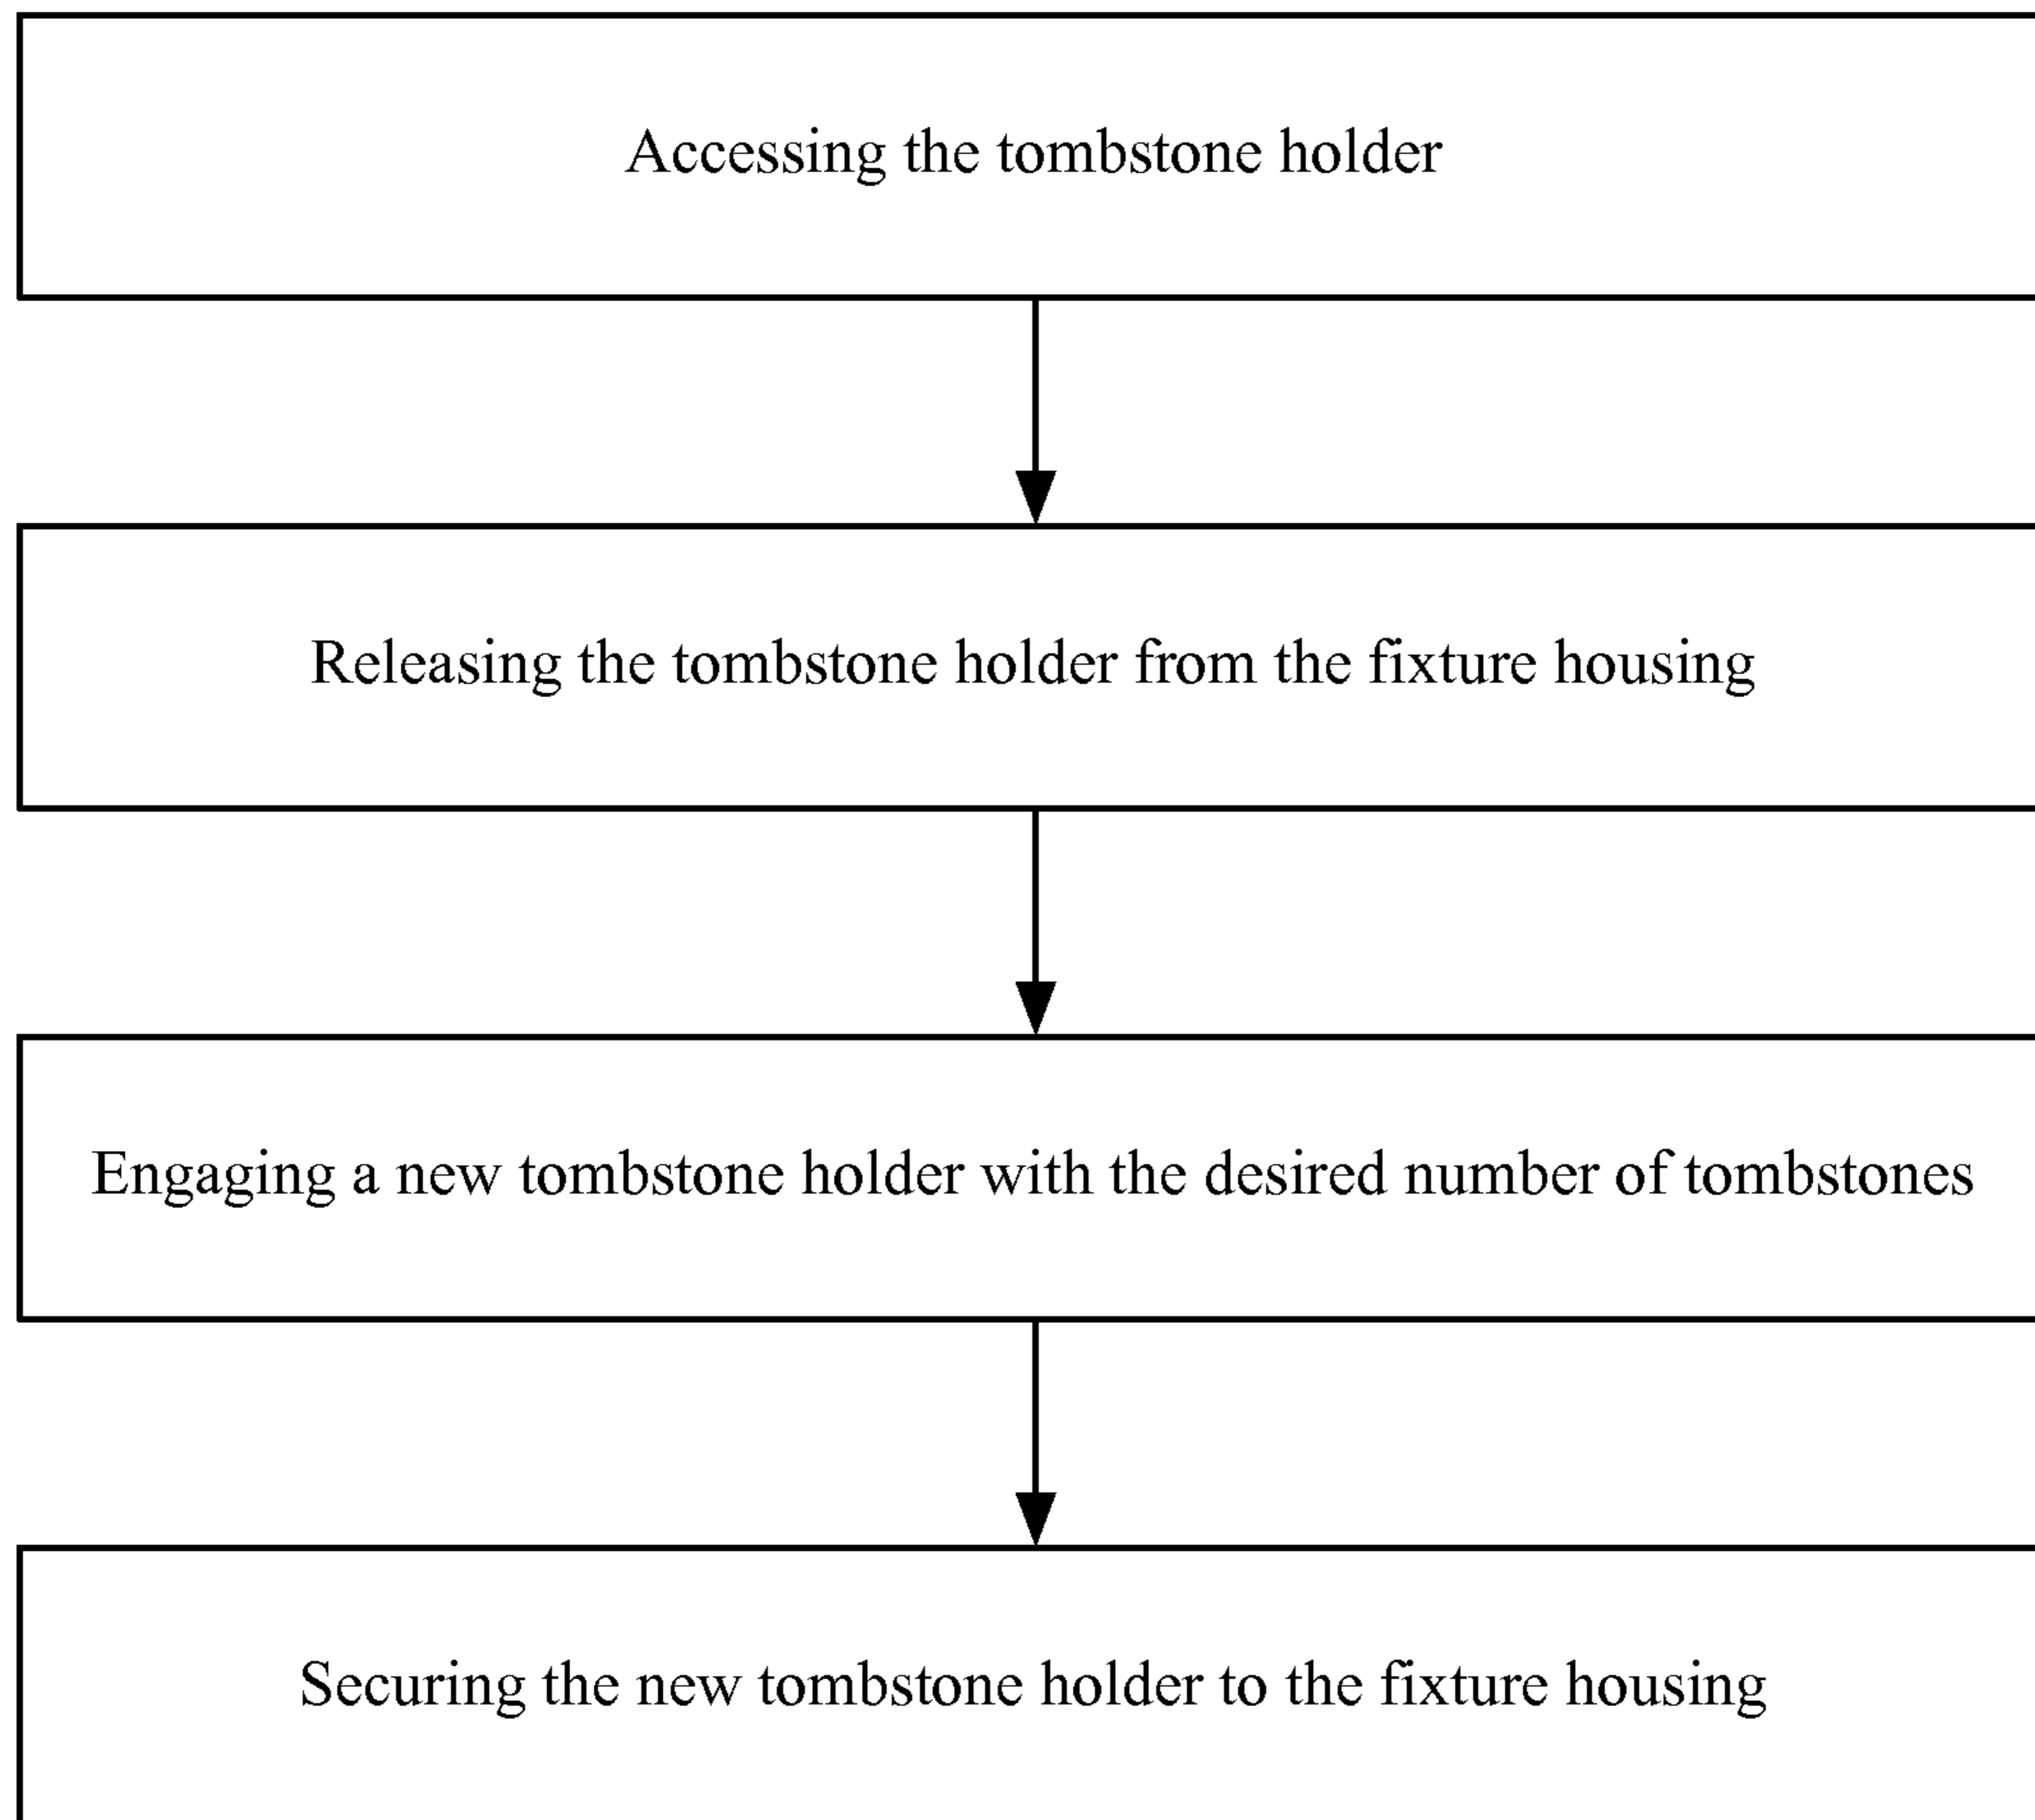 Accessing the tombstone holder
Releasing the tombstone holder from the fixture housing
Engaging a new tombstone holder with the desired number of tombstones
Securing the new tombstone holder to the fixture housing